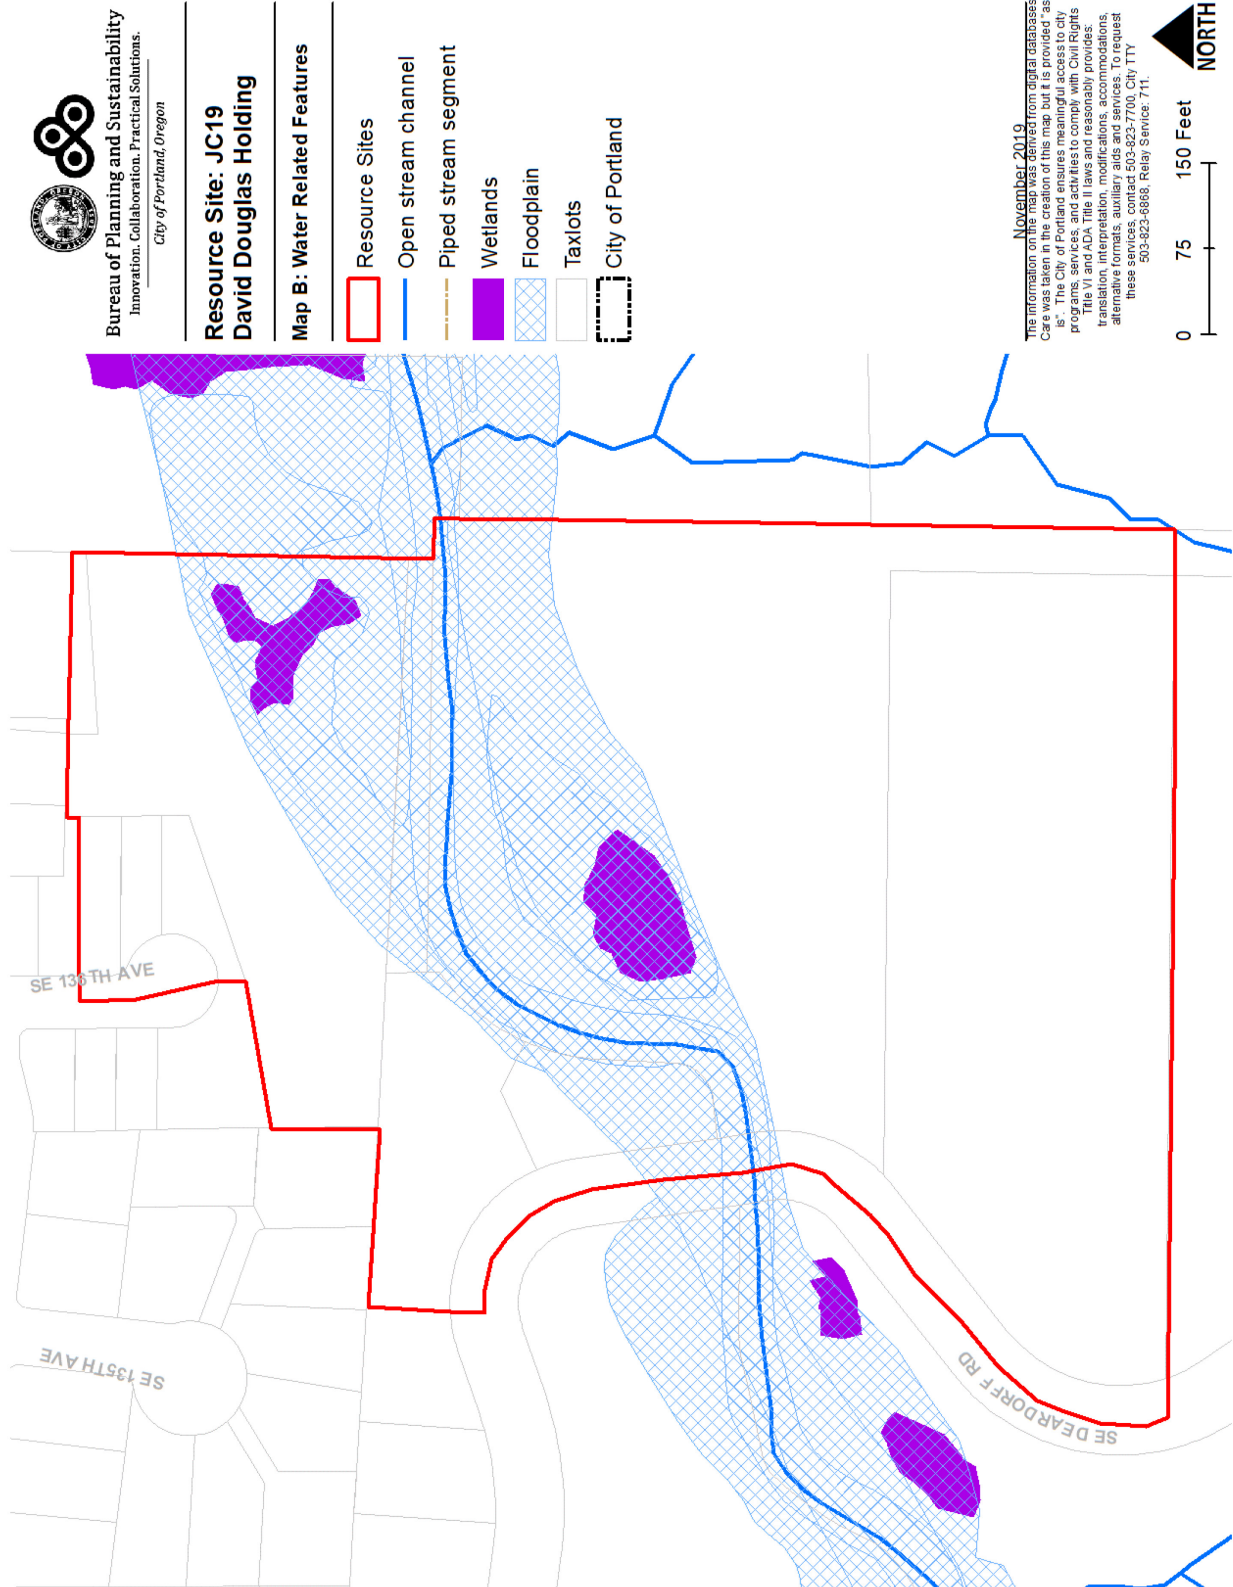 Bureau of Planning and Sustainability
Innovation. Collaboration. Practical Solutions.
City of Portland, Oregon
Resource Site: JC19
David Douglas Holding
Map B: Water Related Features
Resource Sites
Open stream channel
Piped stream segment
Wetlands
Floodplain
Taxlots
City of Portland
November 2019
The information on the map was derived from digital databases
Care was taken in the creation of this map but it is provided "as
is". The City of Portland ensures meaningful access to city
programs, services, and activities to comply with Civil Rights
Title VI and ADA Title II laws and reasonably provides:
translation, interpretation, modifications, accommodations,
alternative formats, auxiliary aids and services. To request
these services, contact 503-823-7700, City TTY
503-823-6868, Relay Service: 711.
0 75 150 Feet
NORTH
SE 136TH AVE
SE 135TH AVE
SE DEARDORFF RD